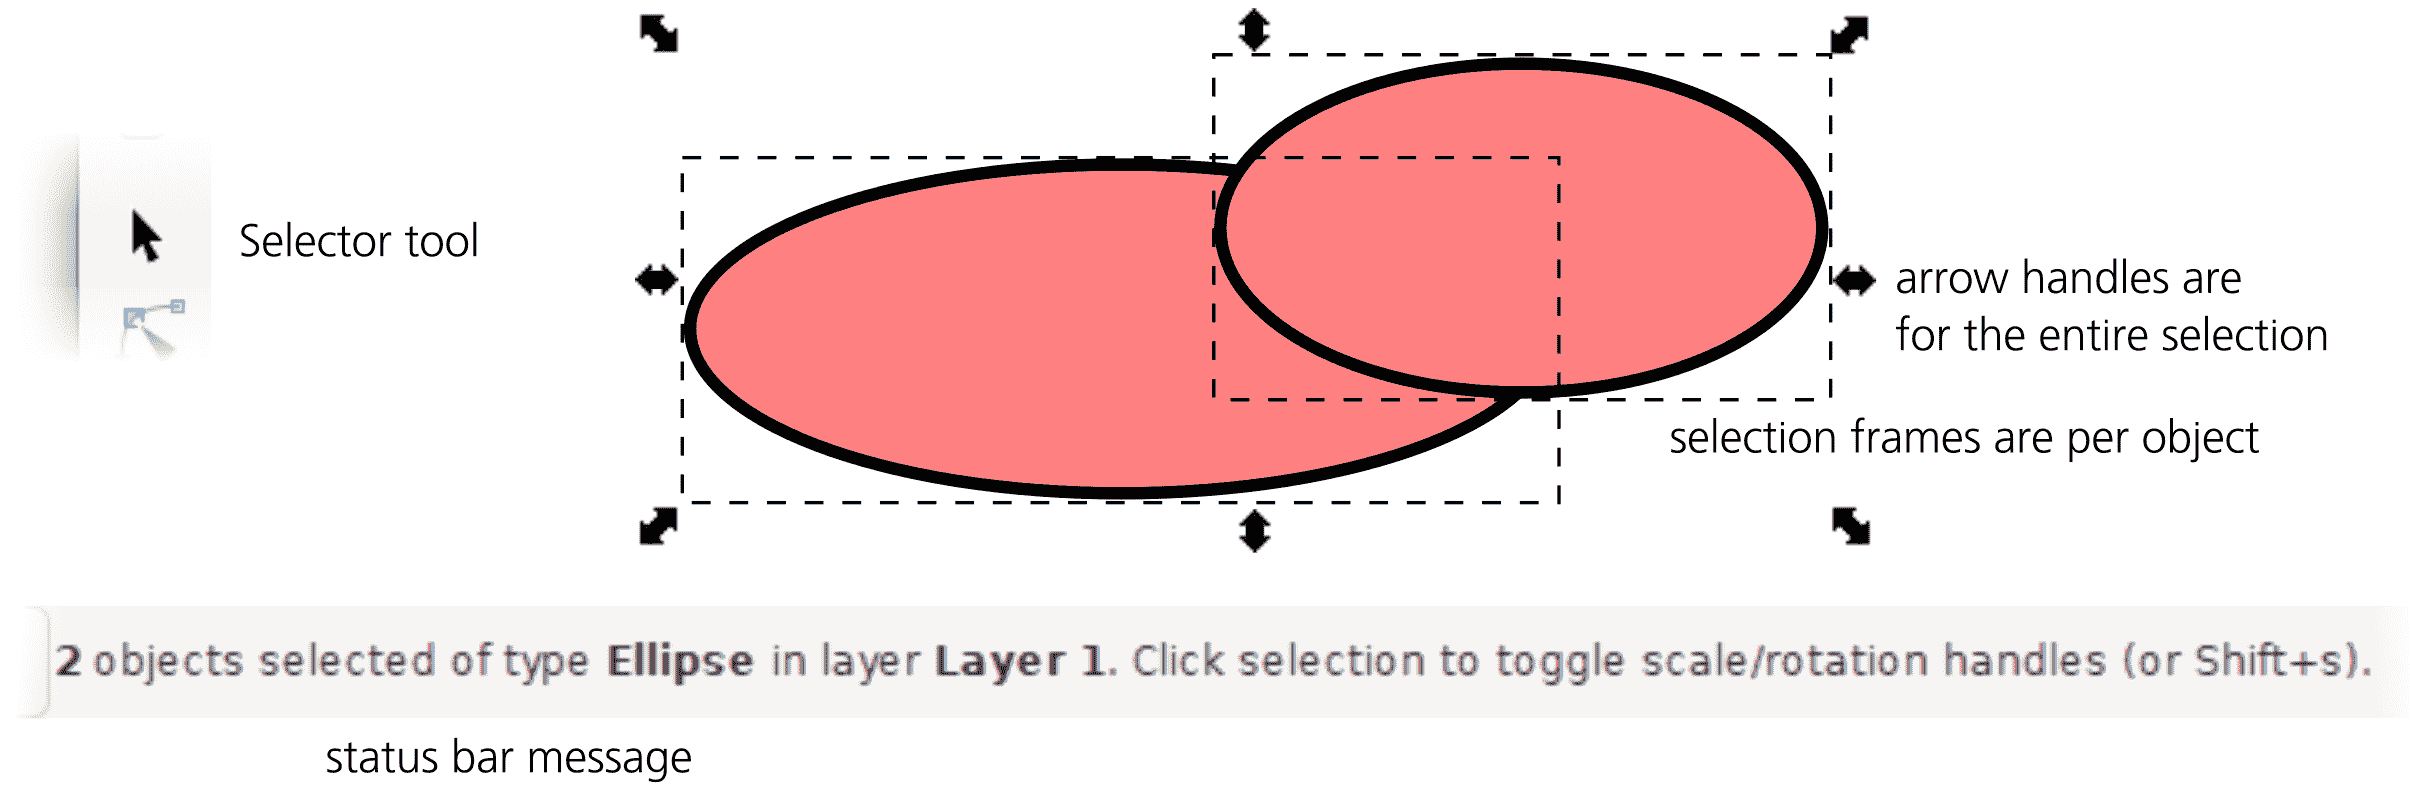 Selector tool
arrow handles are
for the entire selection
selection frames are per object
2 objects selected of type Ellipse in layer Layer 1. Click selection to toggle scale/rotation handles (or Shift+s).
status bar message